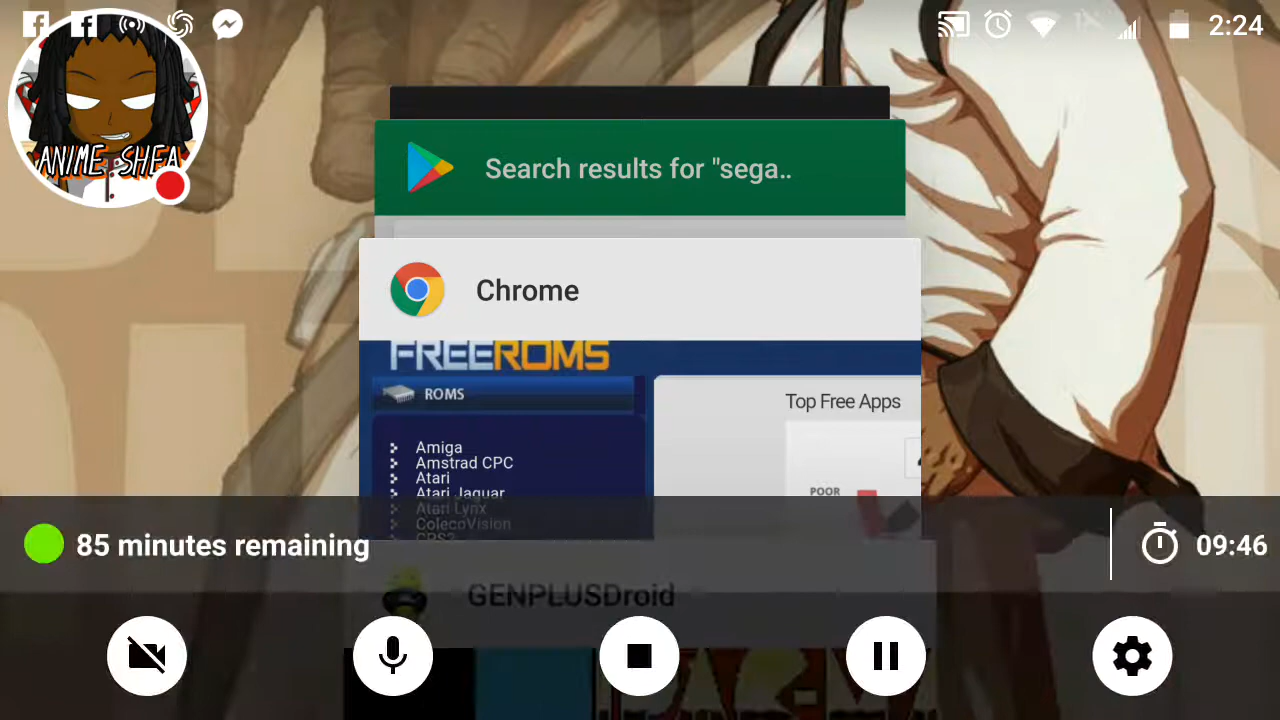 2:24
ANIME SHEA
Search results for "sega..
Chrome
FREEROMS
ROMS
Top Free Apps
Amiga
Amstrad CPC
Atari
Atari Jaguar
Atari Lynx
ColecoVision
CPS2
POOR
85 minutes remaining
09:46
GENPLUSDroid